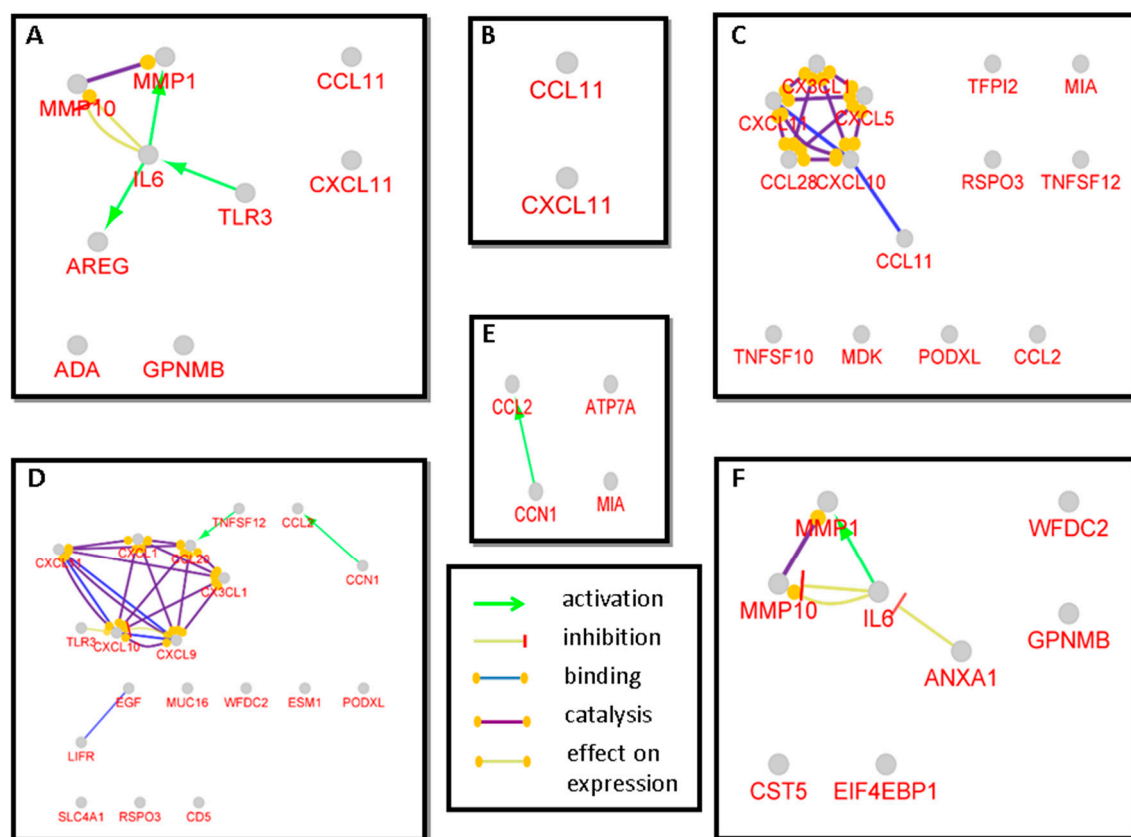 A
MMP1
CCL11
MMP10
IL6
CXCL11
TLR3
AREG
ADA
GPNMB
B
CCL11
CXCL11
C
CX3CL1
TFPI2
MIA
CXCL11
CXCL5
CCL28
CXCL10
RSPO3
TNFSF12
CCL11
TNFSF10
MDK
PODXL
CCL2
D
TNFSF12
CCL2
CXCL11
CXCL1
CX3CL1
CCN1
TLR3
CXCL10
CXCL9
EGF
MUC16
WFDC2
ESM1
PODXL
LIFR
SLC4A1
RSPO3
CD5
E
CCL2
ATP7A
CCN1
MIA
activation
inhibition
binding
catalysis
effect on
expression
F
MMP1
WFDC2
MMP10
IL6
GPNMB
ANXA1
CST5
EIF4EBP1